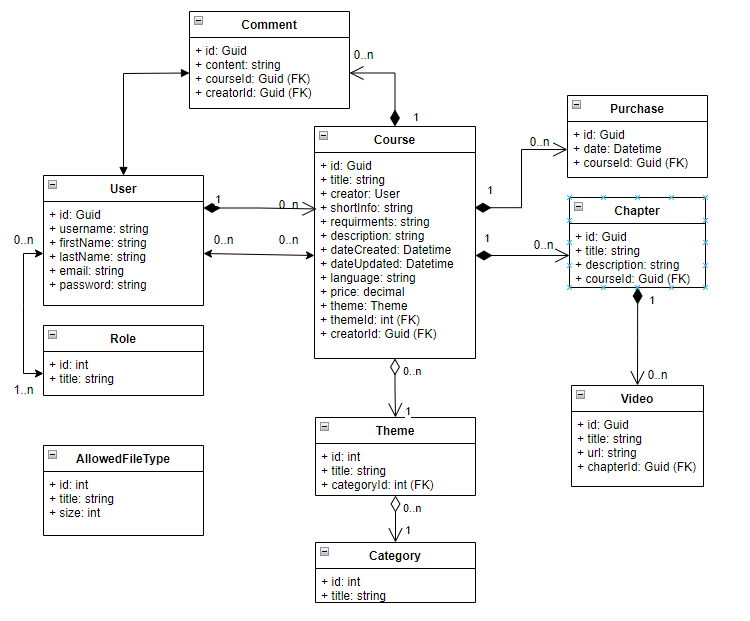 Comment
+ id: Guid
+ content: string
+ courseId: Guid (FK)
+ creatorId: Guid (FK)
0..n
1
Course
+ id: Guid
+ title: string
+ creator: User
+ shortInfo: string
+ requirments: string
+ description: string
+ dateCreated: Datetime
+ dateUpdated: Datetime
+ language: string
+ price: decimal
+ theme: Theme
+ themeId: int (FK)
+ creatorId: Guid (FK)
Purchase
+ id: Guid
+ date: Datetime
+ courseId: Guid (FK)
0..n
1
User
+ id: Guid
+ username: string
+ firstName: string
+ lastName: string
+ email: string
+ password: string
1
0..n
0..n
0..n
0..n
1..n
Chapter
+ id: Guid
+ title: string
+ description: string
+ courseId: Guid (FK)
1
0..n
1
0..n
Role
+ id: int
+ title: string
Video
+ id: Guid
+ title: string
+ url: string
+ chapterId: Guid (FK)
0..n
1
Theme
+ id: int
+ title: string
+ categoryId: int (FK)
0..n
1
AllowedFileType
+ id: int
+ title: string
+ size: int
Category
+ id: int
+ title: string